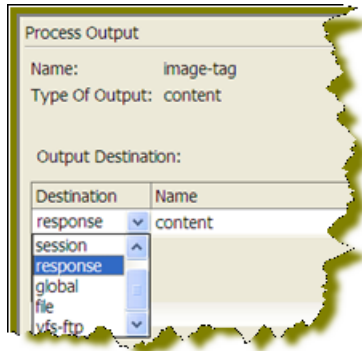 Process Output
Name: image-tag
Type Of Output: content
Output Destination:
Destination Name
response content
session
response
global
file
vfs-ftp